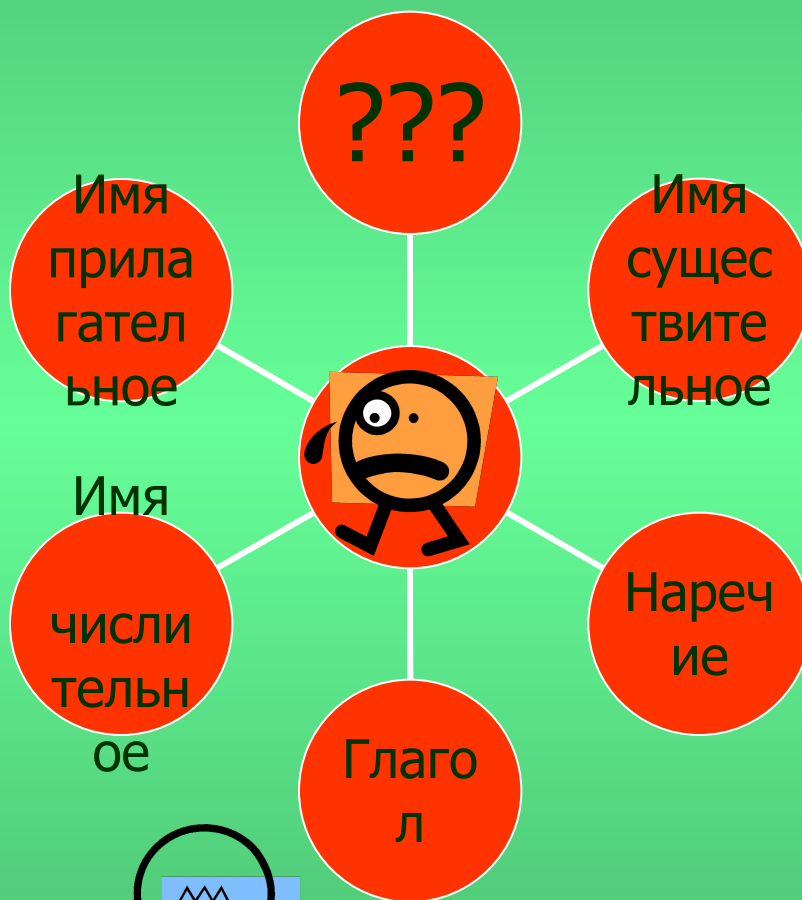 ???
Имя
прила
гател
ьное
Имя
сущес
твите
льное
Имя
числи
тельн
ое
Нареч
ие
Глаго
л